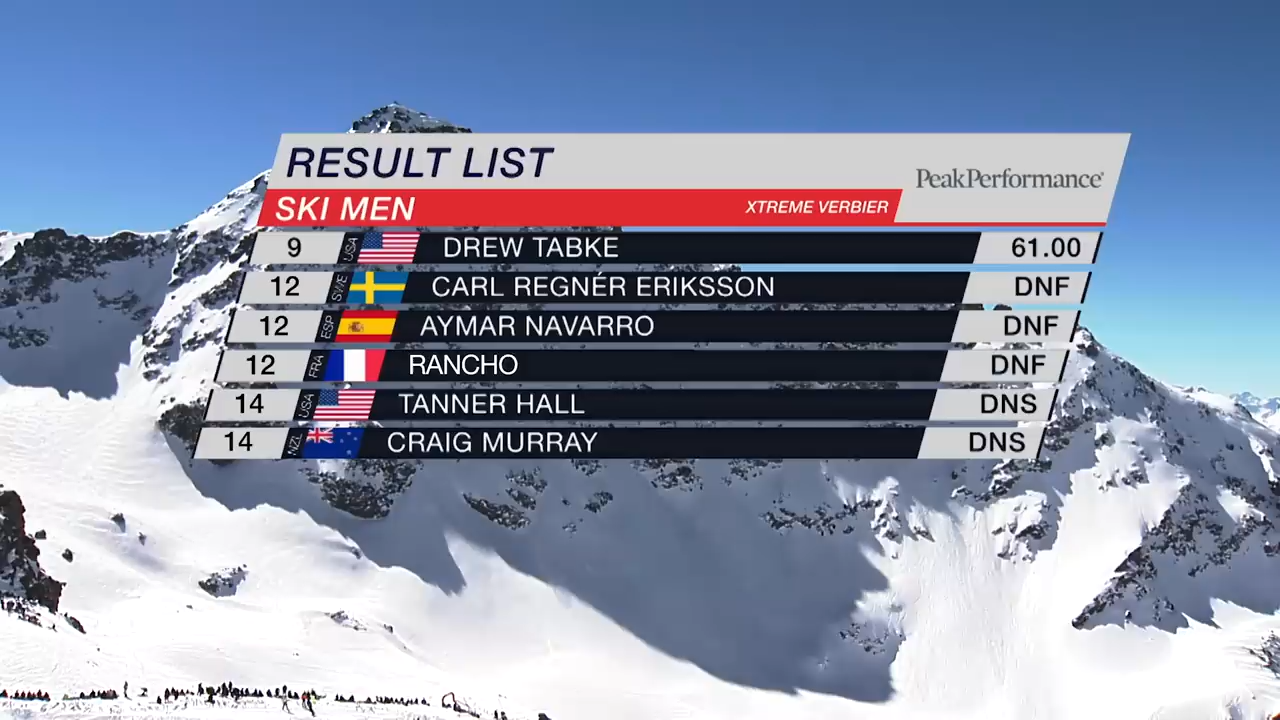 RESULT LIST
PeakPerformance
SKI MEN XTREME VERBIER
9 USA DREW TABKE 61.00
12 SWE CARL REGNÉR ERIKSSON DNF
12 ESP AYMAR NAVARRO DNF
12 FRA RANCHO DNF
14 USA TANNER HALL DNS
14 NZL CRAIG MURRAY DNS